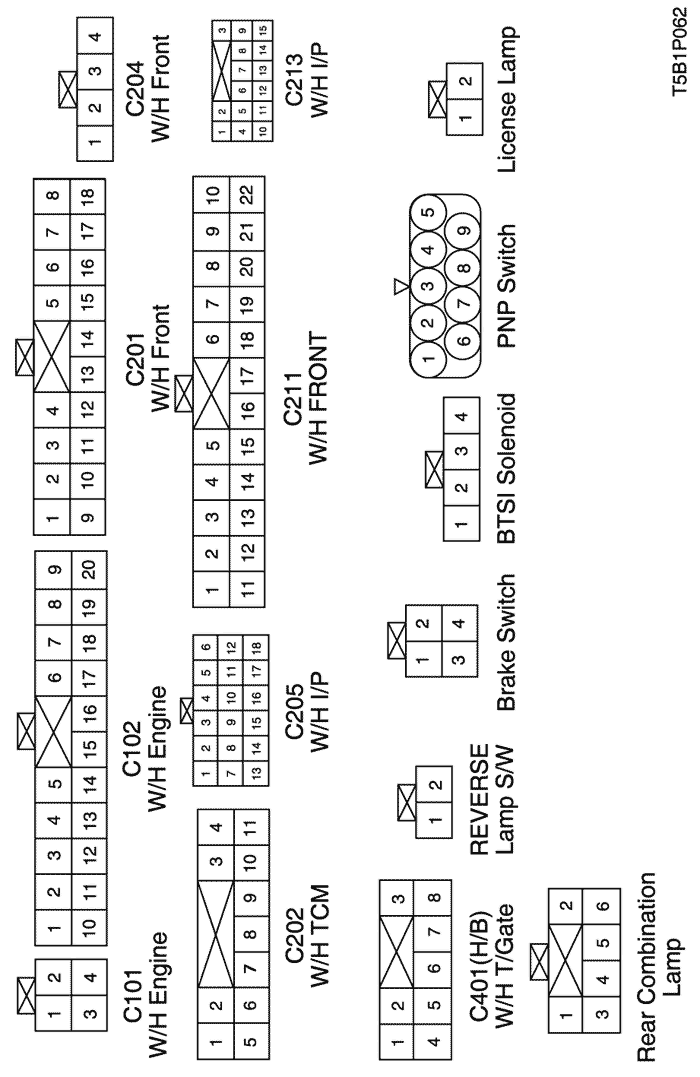 1 2
3 4
C101
W/H Engine
1 2 3 4 5 6 7 8 9
10 11 12 13 14 15 16 17 18 19 20
C102
W/H Engine
1 2 3 4 5 6 7 8
9 10 11 12 13 14 15 16 17 18
C201
W/H Front
1 2 3 4
C204
W/H Front
1 2 3 4
5 6 7 8 9 10 11
C202
W/H TCM
1 2 3 4 5 6
7 8 9 10 11 12
13 14 15 16 17 18
C205
W/H I/P
1 2 3 4 5 6 7 8 9 10
11 12 13 14 15 16 17 18 19 20 21 22
C211
W/H FRONT
1 2 3
4 5 6 7 8 9
10 11 12 13 14 15
C213
W/H I/P
1 2 3
4 5 6 7 8
C401(H/B)
W/H T/Gate
1 2
REVERSE
Lamp S/W
1 2
3 4
Brake Switch
1 2 3 4
BTSI Solenoid
1 2 3 4 5
6 7 8 9
PNP Switch
1 2
License Lamp
1 2
3 4 5 6
Rear Combination
Lamp
T5B1P062